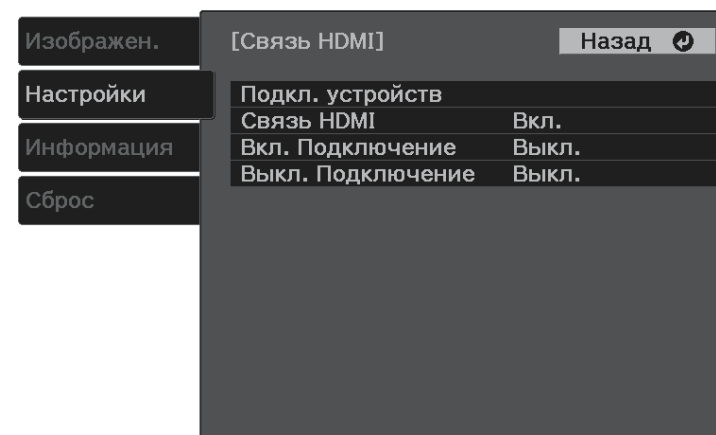 Изображен.
Настройки
Информация
Сброс
[Связь HDMI]
Назад
Подкл. устройств
Связь HDMI Вкл.
Вкл. Подключение Выкл.
Выкл. Подключение Выкл.